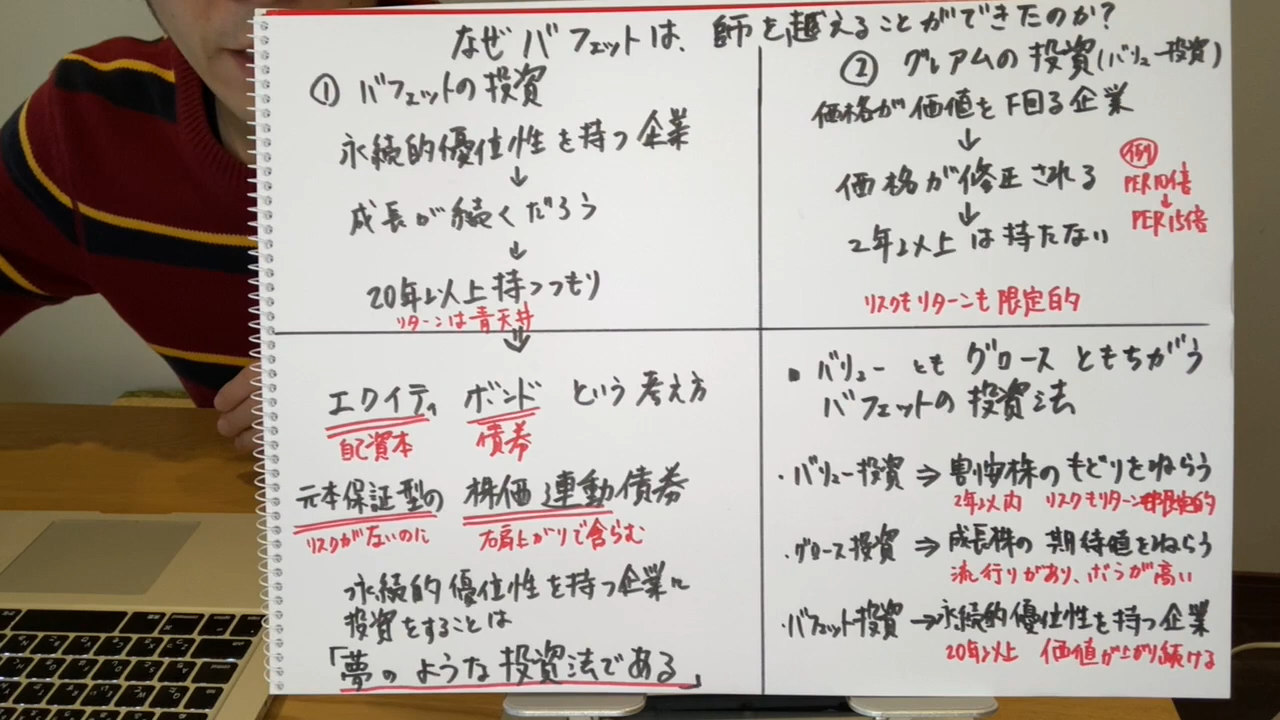 なぜバフェットは、師を越えることができたのか?
① バフェットの投資
永続的優位性を持つ企業
↓
成長が続くだろう
↓
20年以上持つつもり
リターンは青天井
↓
エクイティ ボンド という考え方
自己資本 債券
元本保証型の 株価連動債券
リスクがないのに 右肩上がりで含らむ
永続的優位性を持つ企業に
投資をすることは
「夢のような投資法である」
② グレアムの投資(バリュー投資)
価格が価値を下回る企業
↓
価格が修正される
↓
2年以上は持たない
例
PER10倍
↓
PER15倍
リスクもリターンも限定的
• バリューともグロースともちがう
バフェットの投資法
・バリュー投資 ⇒ 割安株のもどりをねらう
2年以内 リスクもリターンも限定的
・グロース投資 ⇒ 成長株の期待値をねらう
流行りがあり、ボラが高い
・バフェット投資 → 永続的優位性を持つ企業
20年以上 価値が上がり続ける